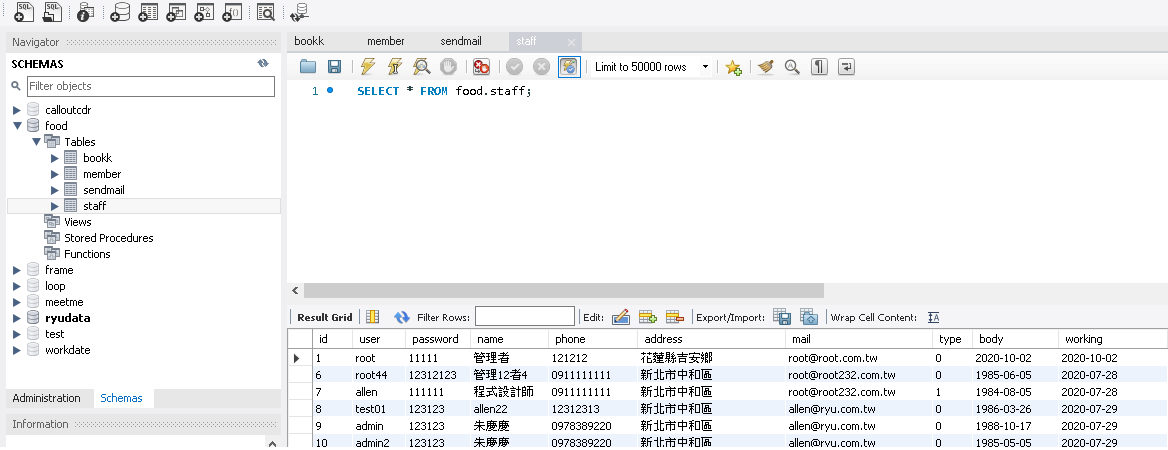 Navigator
SCHEMAS
Filter objects
calloutcdr
food
Tables
bookk
member
sendmail
staff
Views
Stored Procedures
Functions
frame
loop
meetme
ryudata
test
workdate
Administration Schemas
Information
bookk member sendmail staff
Limit to 50000 rows
1 SELECT * FROM food.staff;
Result Grid Filter Rows: Edit: Export/Import: Wrap Cell Content:
id user password name phone address mail type body working
1 root 11111 管理者 121212 花蓮縣吉安鄉 root@root.com.tw 0 2020-10-02 2020-10-02
6 root44 12312123 管理12者4 0911111111 新北市中和區 root@root232.com.tw 0 1985-06-05 2020-07-28
7 allen 111111 程式設計師 0911111111 新北市中和區 root@root232.com.tw 1 1984-08-05 2020-07-28
8 test01 123123 allen22 12312313 新北市中和區 allen@ryu.com.tw 0 1986-03-26 2020-07-29
9 admin 123123 朱慶慶 0978389220 新北市中和區 allen@ryu.com.tw 0 1988-10-17 2020-07-29
10 admin2 123123 朱慶慶 0978389220 新北市中和區 allen@ryu.com.tw 0 1985-05-05 2020-07-29